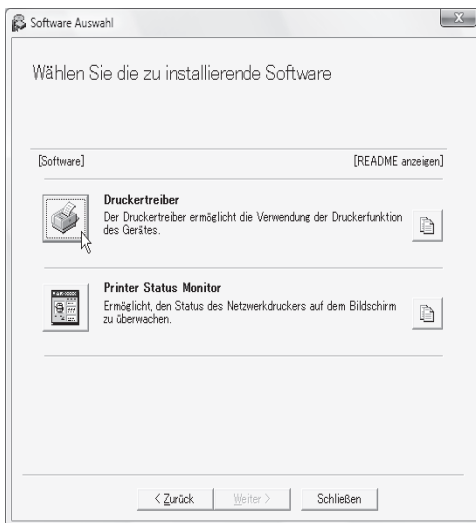 Software Auswahl
Wählen Sie die zu installierende Software
[Software] [README anzeigen]
Druckertreiber
Der Druckertreiber ermöglicht die Verwendung der Druckerfunktion
des Gerätes.
Printer Status Monitor
Ermöglicht, den Status des Netzwerkdruckers auf dem Bildschirm
zu überwachen.
< Zurück Weiter > Schließen